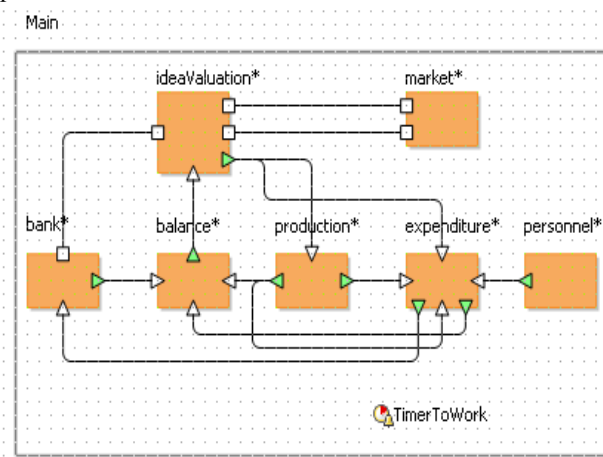 Main
ideaValuation* market*
bank* balance* production* expenditure* personnel*
TimerToWork